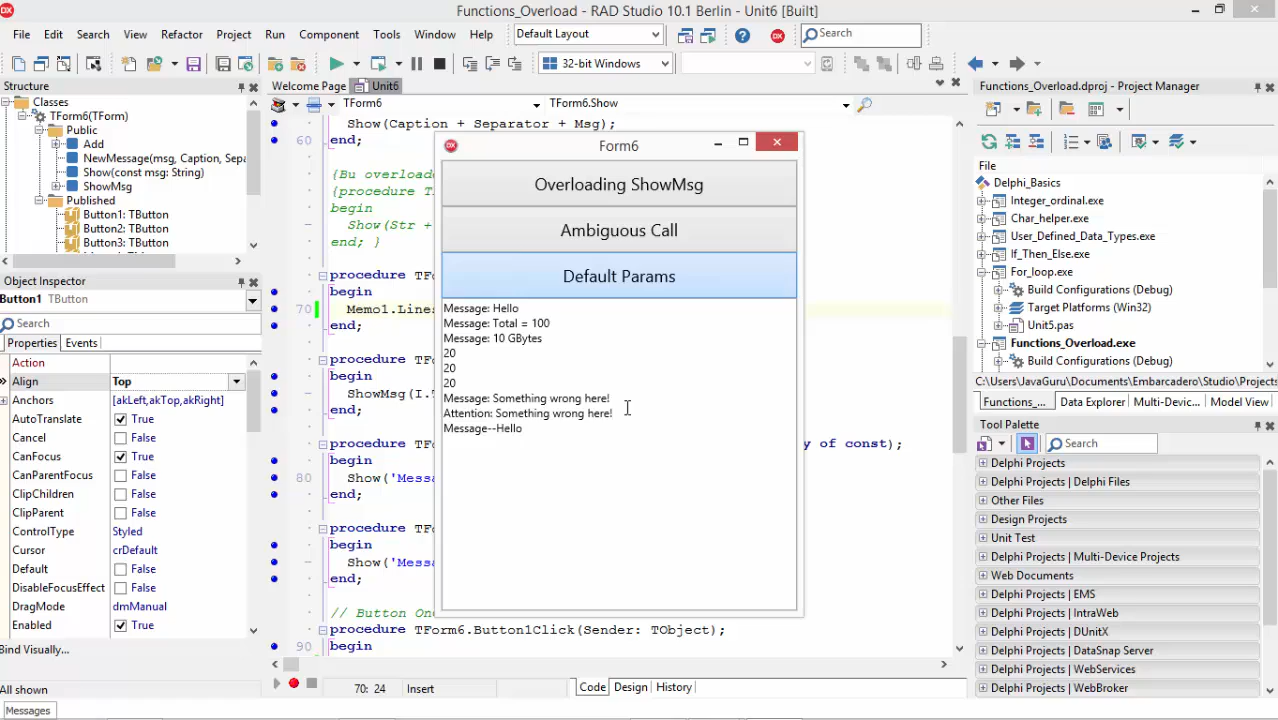 Functions_Overload - RAD Studio 10.1 Berlin - Unit6 [Built]
File Edit Search View Refactor Project Run Component Tools Window Help Default Layout Search
32-bit Windows
Structure
Classes
TForm6(TForm)
Public
Add
NewMessage(msg, Caption, Sepa
Show(const msg: String)
ShowMsg
Published
Button1: TButton
Button2: TButton
Button3: TButton
Object Inspector
Button1 TButton
Search
Properties Events
Action
Align Top
Anchors [akLeft,akTop,akRight]
AutoTranslate True
Cancel False
CanFocus True
CanParentFocus False
ClipChildren False
ClipParent False
ControlType Styled
Cursor crDefault
Default False
DisableFocusEffect False
DragMode dmManual
Enabled True
Bind Visually...
All shown
Messages
Welcome Page Unit6
TForm6 TForm6.Show
Show(Caption + Separator + Msg);
60 end;
{Bu overload
{procedure T
begin
Show(Str +
end; }
procedure TF
begin
70 Memo1.Lines
end;
procedure TF
begin
ShowMsg(I.T
end;
procedure TF y of const);
begin
80 Show('Messa
end;
procedure TF
begin
Show('Messa
end;
// Button On
procedure TForm6.Button1Click(Sender: TObject);
90 begin
70: 24 Insert Code Design History
Form6
Overloading ShowMsg
Ambiguous Call
Default Params
Message: Hello
Message: Total = 100
Message: 10 GBytes
20
20
20
Message: Something wrong here!
Attention: Something wrong here!
Message--Hello
Functions_Overload.dproj - Project Manager
File
Delphi_Basics
Integer_ordinal.exe
Char_helper.exe
User_Defined_Data_Types.exe
If_Then_Else.exe
For_loop.exe
Build Configurations (Debug)
Target Platforms (Win32)
Unit5.pas
Functions_Overload.exe
Build Configurations (Debug)
C:\Users\JavaGuru\Documents\Embarcadero\Studio\Projects
Functions_... Data Explorer Multi-Devic... Model View
Tool Palette
Search
Delphi Projects
Delphi Projects | Delphi Files
Other Files
Design Projects
Unit Test
Delphi Projects | Multi-Device Projects
Web Documents
Delphi Projects | EMS
Delphi Projects | IntraWeb
Delphi Projects | DUnitX
Delphi Projects | DataSnap Server
Delphi Projects | WebServices
Delphi Projects | WebBroker